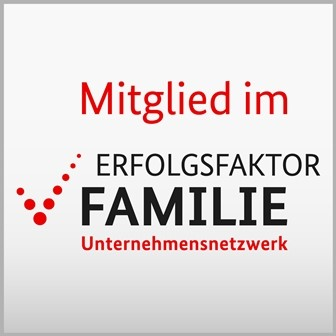 Mitglied im
ERFOLGSFAKTOR
FAMILIE
Unternehmensnetzwerk